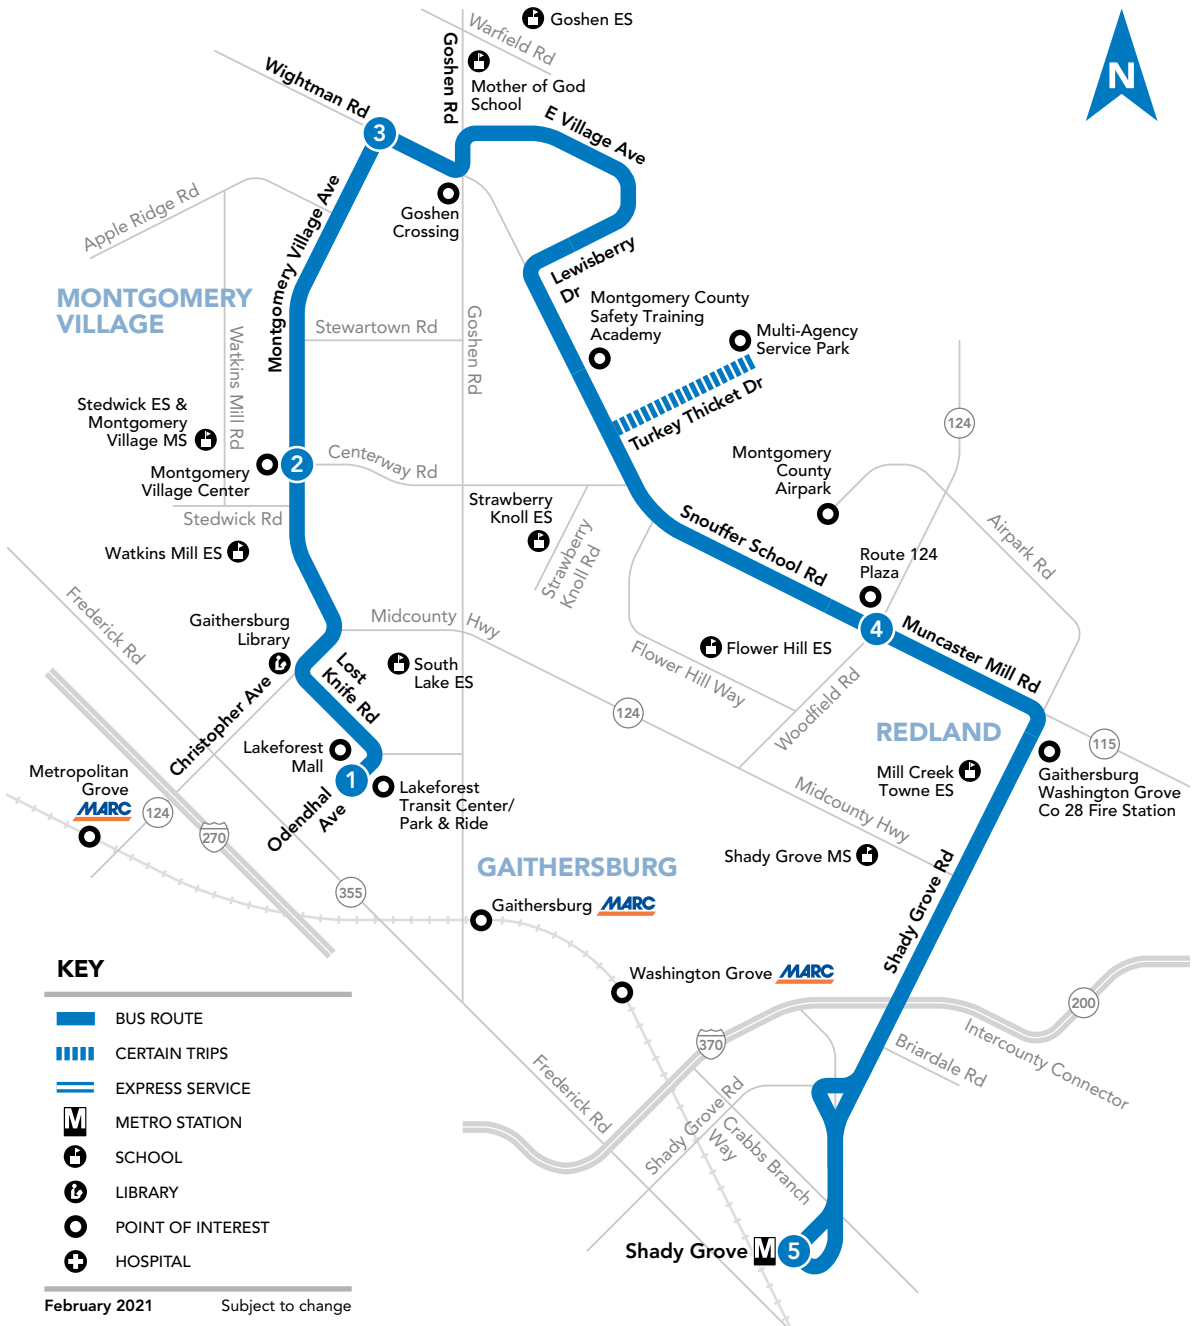 Goshen ES
Warfield Rd
Goshen Rd
Mother of God
School
N
Wightman Rd
3
E Village Ave
Goshen
Crossing
Apple Ridge Rd
Montgomery Village Ave
Lewisberry
Dr
MONTGOMERY
VILLAGE
Montgomery County
Safety Training
Academy
Multi-Agency
Service Park
Stewartown Rd
Goshen Rd
Watkins Mill Rd
Turkey Thicket Dr
Stedwick ES &
Montgomery
Village MS
124
Montgomery
County
Airpark
Montgomery
Village Center
2
Centerway Rd
Strawberry
Knoll ES
Stedwick Rd
Snouffer School Rd
Airpark Rd
Watkins Mill ES
Strawberry
Knoll Rd
Route 124
Plaza
Frederick Rd
Gaithersburg
Library
Midcounty Hwy
4
Muncaster Mill Rd
Flower Hill ES
Flower Hill Way
Lost
Knife Rd
South
Lake ES
Christopher Ave
124
Woodfield Rd
REDLAND
115
Lakeforest
Mall
Metropolitan
Grove
MARC
1
Lakeforest
Transit Center/
Park & Ride
Odendhal
Ave
Mill Creek
Towne ES
Gaithersburg
Washington Grove
Co 28 Fire Station
Midcounty Hwy
124
270
Shady Grove MS
GAITHERSBURG
355
Gaithersburg MARC
Shady Grove Rd
Washington Grove MARC
200
Intercounty Connector
370
Briardale Rd
Frederick Rd
Shady Grove Rd
Crabbs Branch
Way
Shady Grove M 5
KEY
BUS ROUTE
CERTAIN TRIPS
EXPRESS SERVICE
M METRO STATION
SCHOOL
LIBRARY
POINT OF INTEREST
HOSPITAL
February 2021 Subject to change